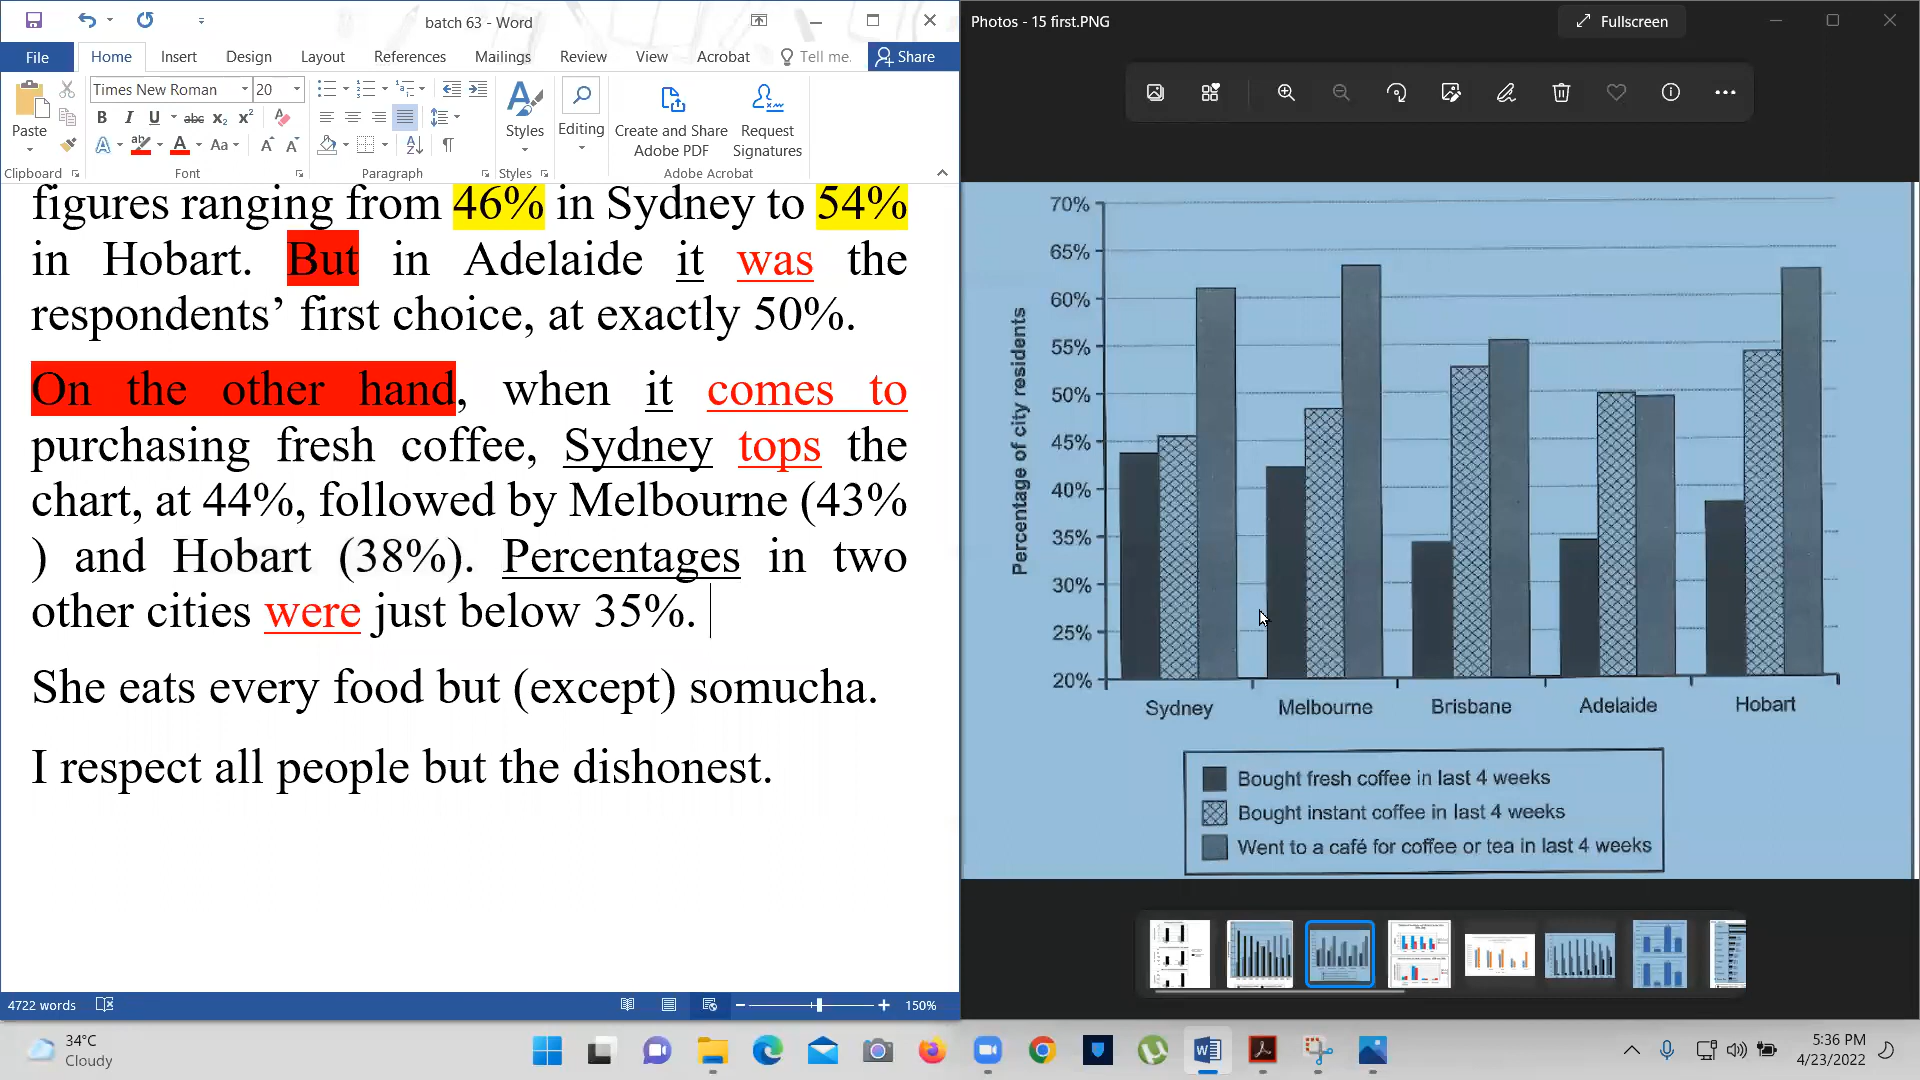 batch 63 - Word
File Home Insert Design Layout References Mailings Review View Acrobat Tell me. Share
Times New Roman 20
Paste
Styles Editing Create and Share Adobe PDF Request Signatures
Clipboard Font Paragraph Styles Adobe Acrobat
figures ranging from 46% in Sydney to 54%
in Hobart. But in Adelaide it was the
respondents’ first choice, at exactly 50%.
On the other hand, when it comes to
purchasing fresh coffee, Sydney tops the
chart, at 44%, followed by Melbourne (43%
) and Hobart (38%). Percentages in two
other cities were just below 35%.
She eats every food but (except) somucha.
I respect all people but the dishonest.
4722 words
150%
Photos - 15 first.PNG
Fullscreen
Percentage of city residents
70%
65%
60%
55%
50%
45%
40%
35%
30%
25%
20%
Sydney Melbourne Brisbane Adelaide Hobart
Bought fresh coffee in last 4 weeks
Bought instant coffee in last 4 weeks
Went to a café for coffee or tea in last 4 weeks
34°C
Cloudy
5:36 PM
4/23/2022